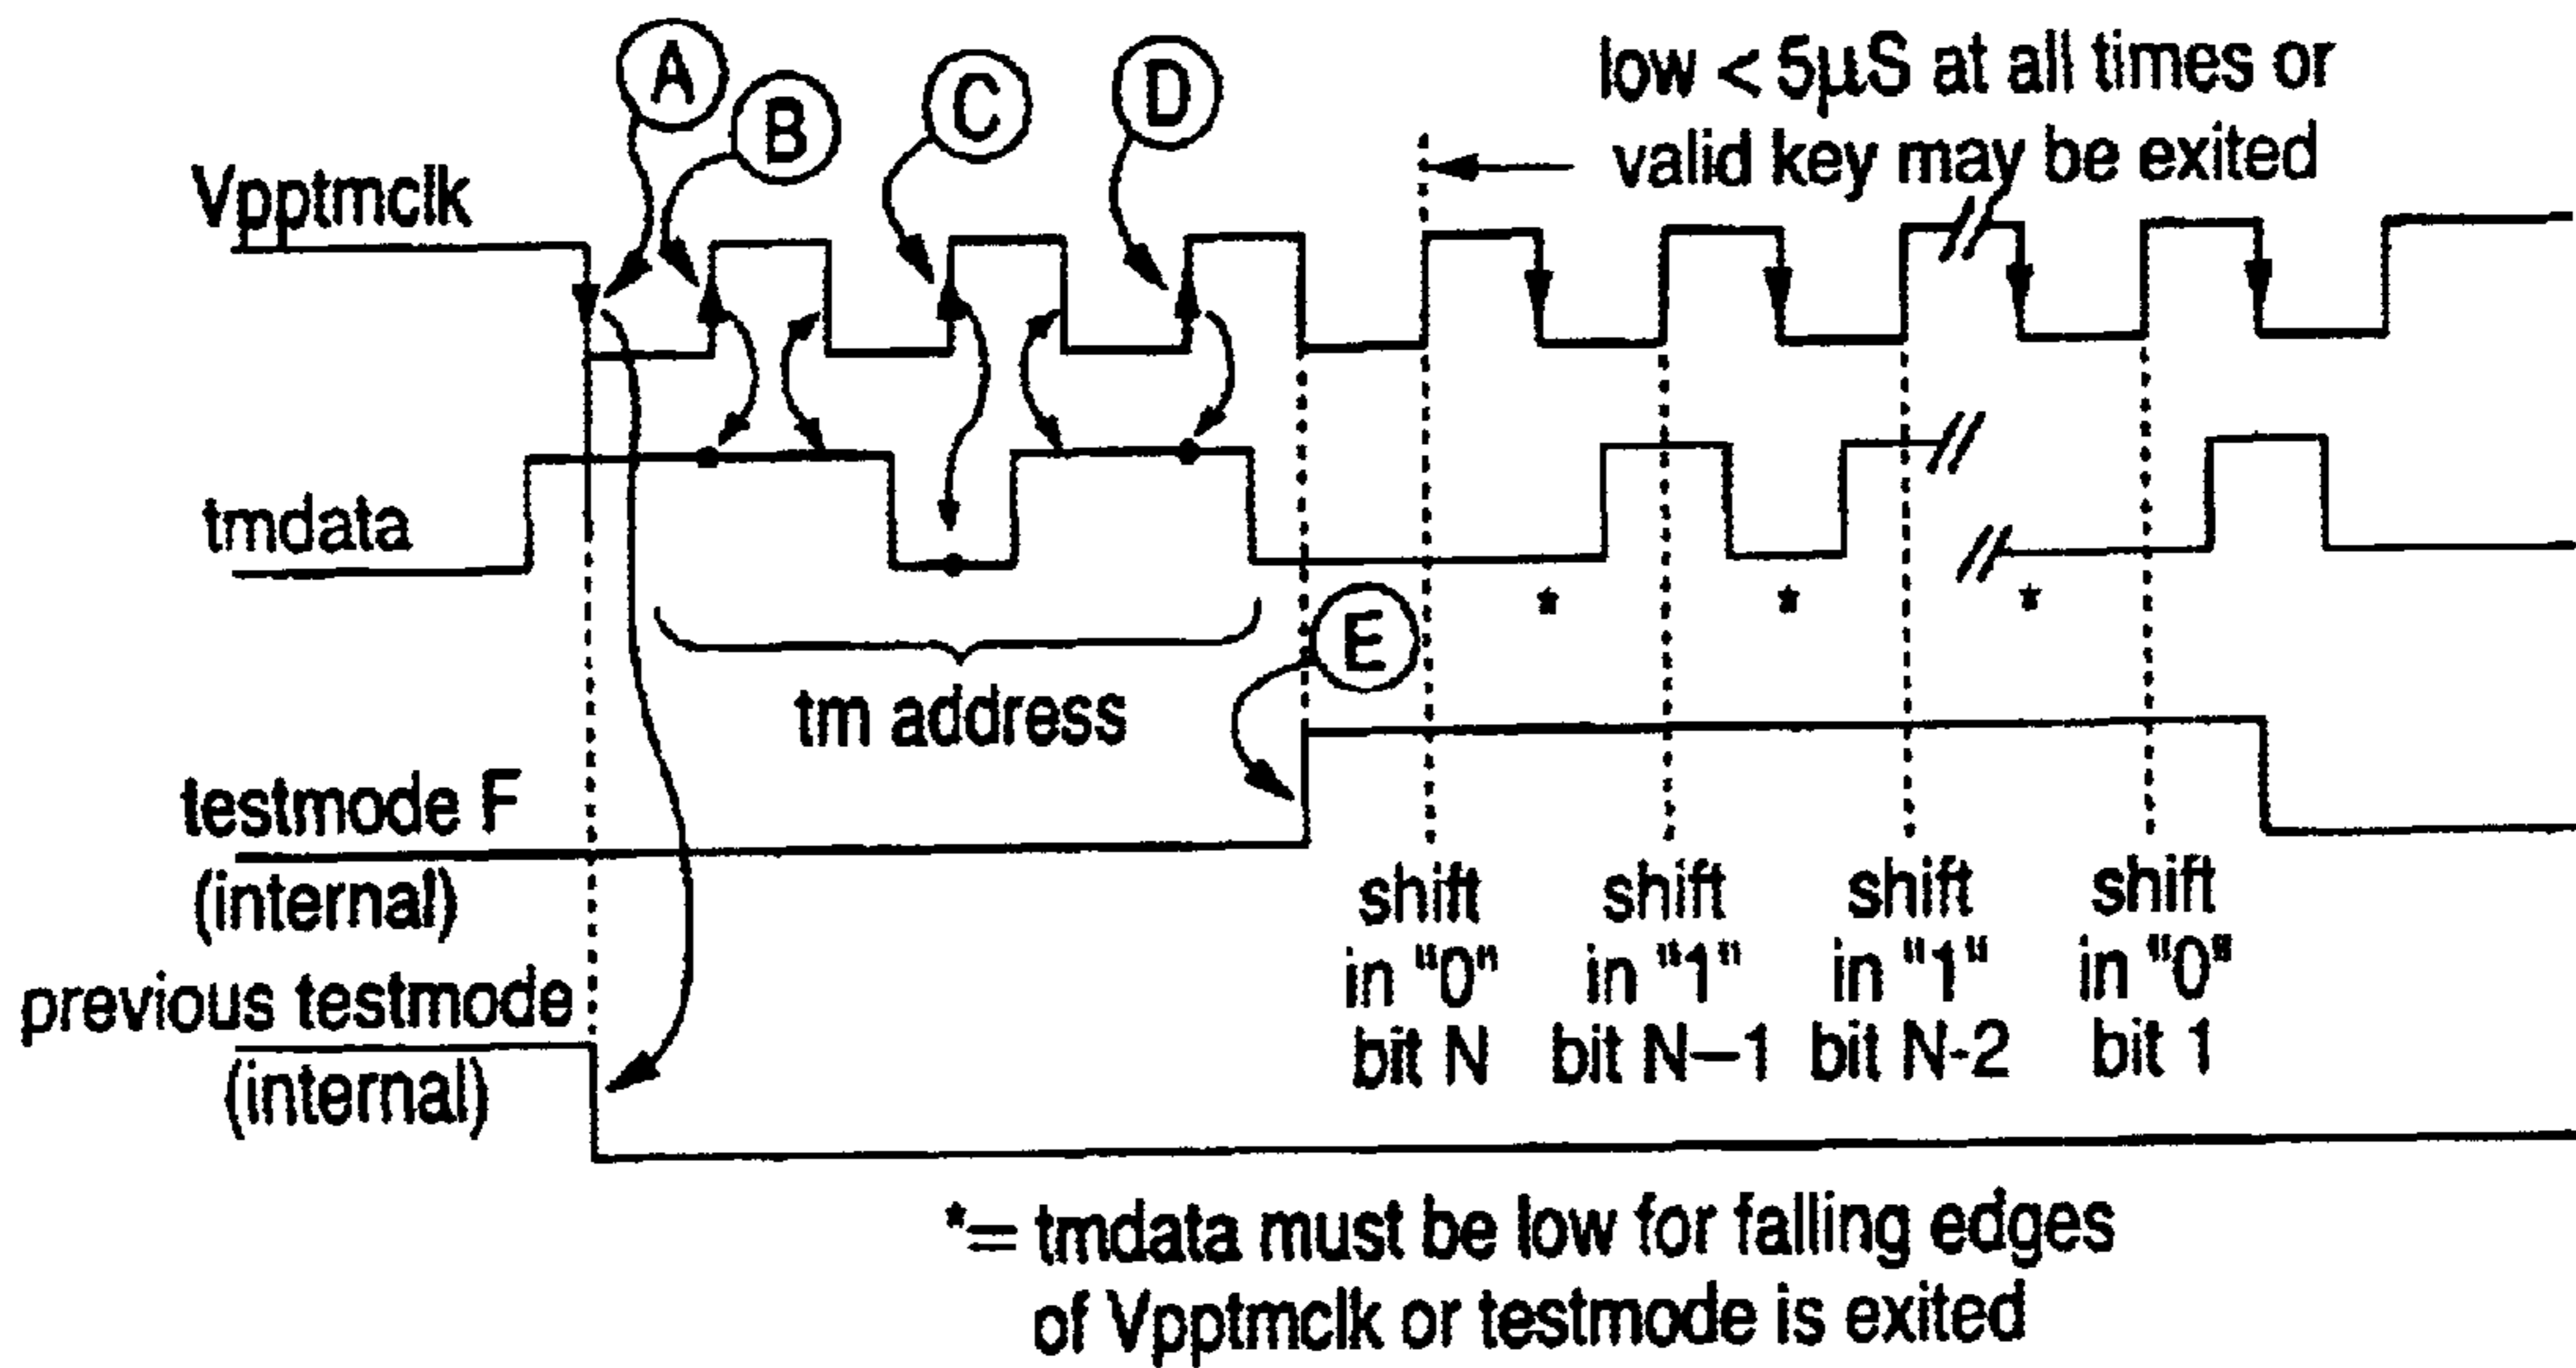 A
B
C
D
low < 5µS at all times or
valid key may be exited
Vpptmclk
tmdata
* * *
E
tm address
testmode F
(internal)
shift
in "0"
bit N
shift
in "1"
bit N–1
shift
in "1"
bit N-2
shift
in "0"
bit 1
previous testmode
(internal)
*= tmdata must be low for falling edges
of Vpptmclk or testmode is exited